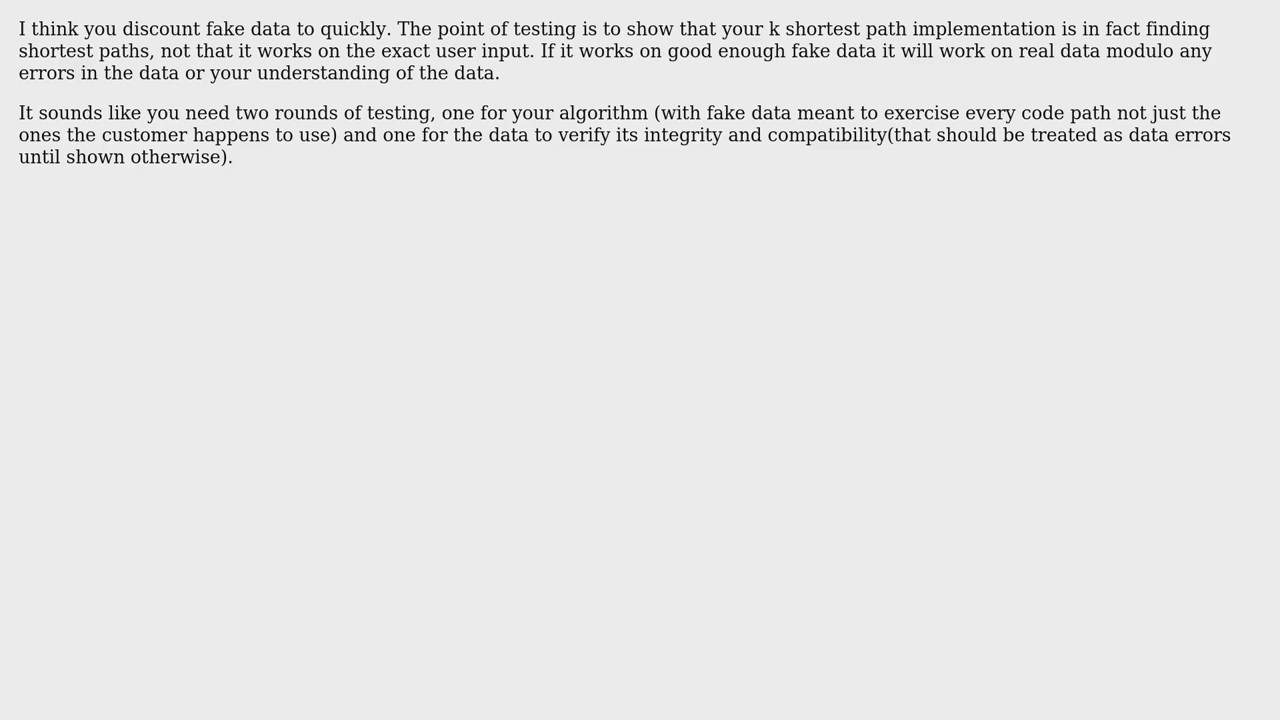 I think you discount fake data to quickly. The point of testing is to show that your k shortest path implementation is in fact finding
shortest paths, not that it works on the exact user input. If it works on good enough fake data it will work on real data modulo any
errors in the data or your understanding of the data.
It sounds like you need two rounds of testing, one for your algorithm (with fake data meant to exercise every code path not just the
ones the customer happens to use) and one for the data to verify its integrity and compatibility(that should be treated as data errors
until shown otherwise).